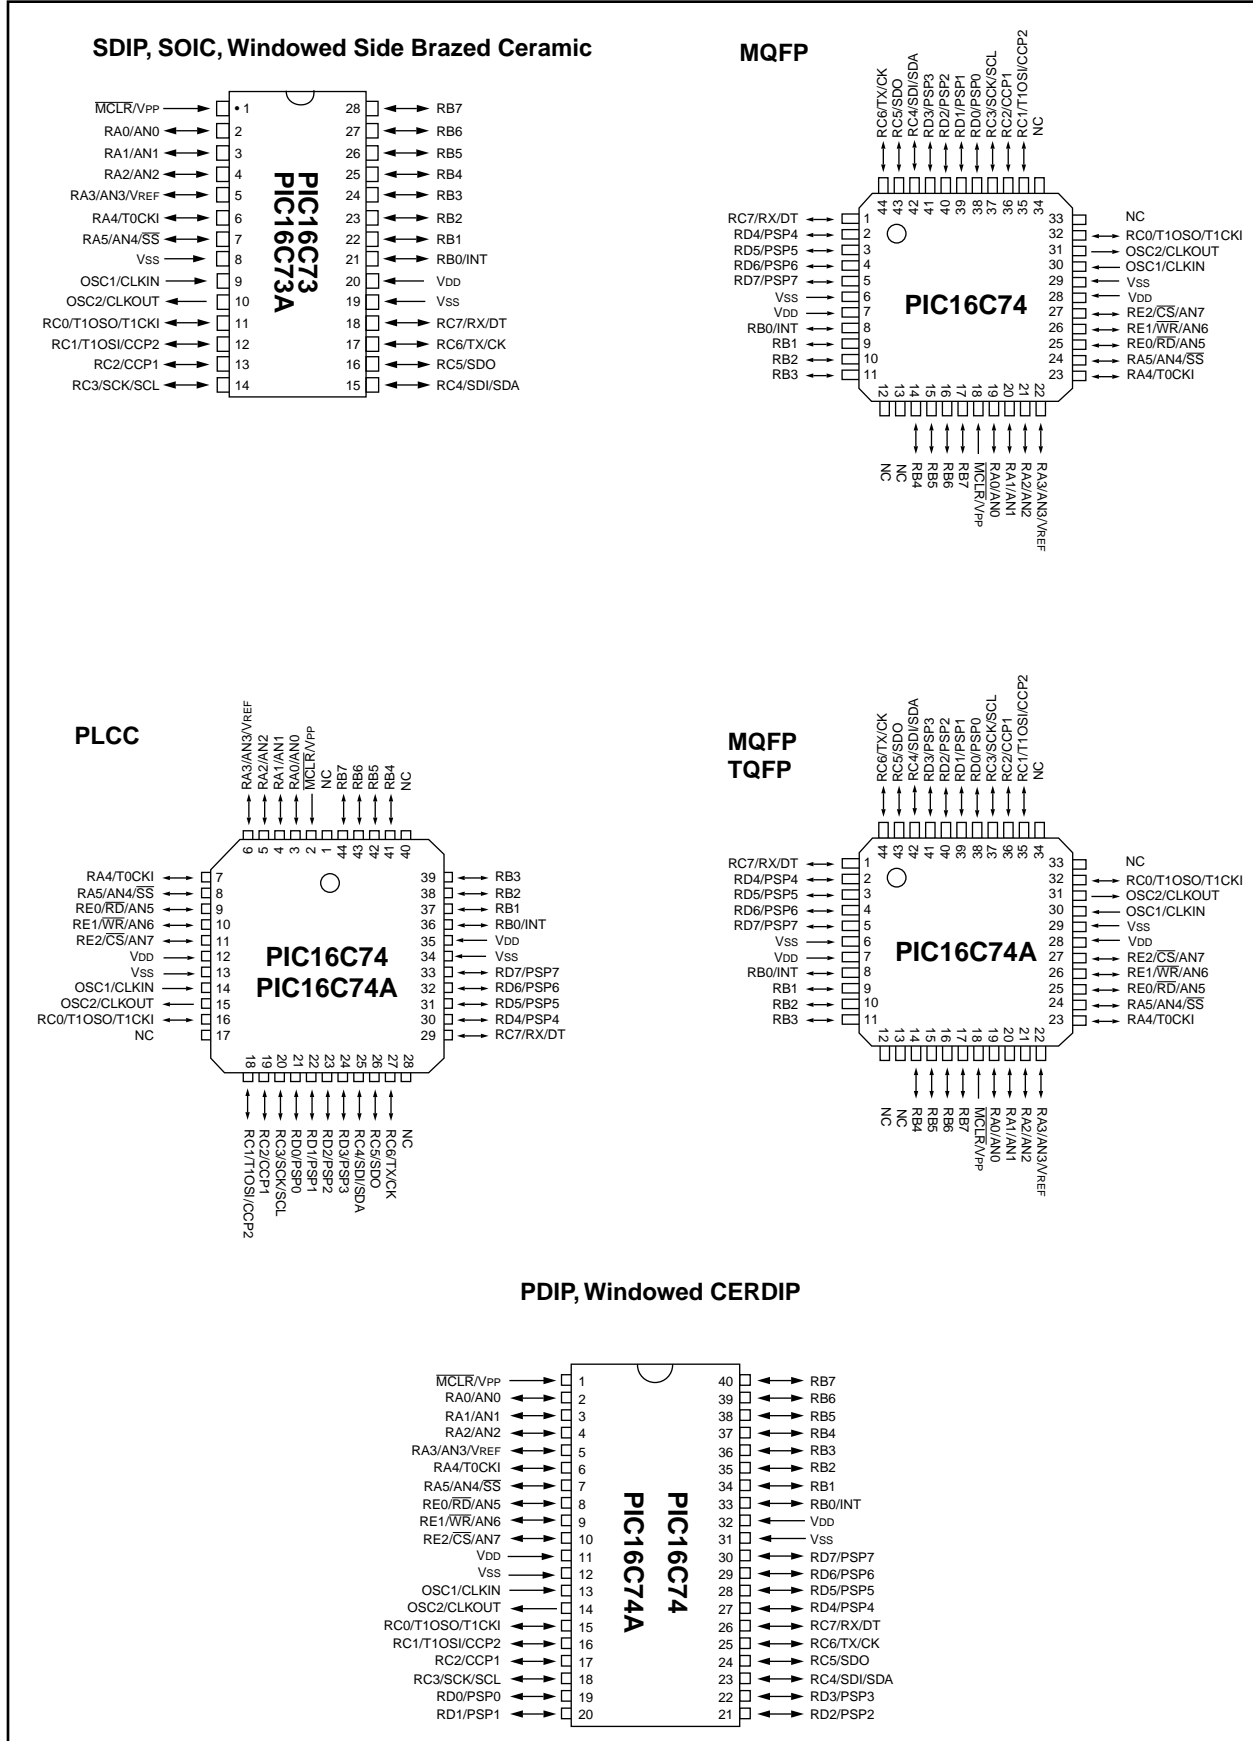 SDIP, SOIC, Windowed Side Brazed Ceramic
MCLR/VPP
RA0/AN0
RA1/AN1
RA2/AN2
RA3/AN3/VREF
RA4/T0CKI
RA5/AN4/SS
VSS
OSC1/CLKIN
OSC2/CLKOUT
RC0/T1OSO/T1CKI
RC1/T1OSI/CCP2
RC2/CCP1
RC3/SCK/SCL
• 1
2
3
4
5
6
7
8
9
10
11
12
13
14
PIC16C73
PIC16C73A
28
27
26
25
24
23
22
21
20
19
18
17
16
15
RB7
RB6
RB5
RB4
RB3
RB2
RB1
RB0/INT
VDD
VSS
RC7/RX/DT
RC6/TX/CK
RC5/SDO
RC4/SDI/SDA
MQFP
RC6/TX/CK
RC5/SDO
RC4/SDI/SDA
RD3/PSP3
RD2/PSP2
RD1/PSP1
RD0/PSP0
RC3/SCK/SCL
RC2/CCP1
RC1/T1OSI/CCP2
NC
44
43
42
41
40
39
38
37
36
35
34
RC7/RX/DT
RD4/PSP4
RD5/PSP5
RD6/PSP6
RD7/PSP7
VSS
VDD
RB0/INT
RB1
RB2
RB3
1
2
3
4
5
6
7
8
9
10
11
PIC16C74
33
32
31
30
29
28
27
26
25
24
23
NC
RC0/T1OSO/T1CKI
OSC2/CLKOUT
OSC1/CLKIN
VSS
VDD
RE2/CS/AN7
RE1/WR/AN6
RE0/RD/AN5
RA5/AN4/SS
RA4/T0CKI
12
13
14
15
16
17
18
19
20
21
22
NC
NC
RB4
RB5
RB6
RB7
MCLR/VPP
RA0/AN0
RA1/AN1
RA2/AN2
RA3/AN3/VREF
PLCC
RA3/AN3/VREF
RA2/AN2
RA1/AN1
RA0/AN0
MCLR/VPP
NC
RB7
RB6
RB5
RB4
NC
6
5
4
3
2
1
44
43
42
41
40
RA4/T0CKI
RA5/AN4/SS
RE0/RD/AN5
RE1/WR/AN6
RE2/CS/AN7
VDD
VSS
OSC1/CLKIN
OSC2/CLKOUT
RC0/T1OSO/T1CKI
NC
7
8
9
10
11
12
13
14
15
16
17
PIC16C74
PIC16C74A
39
38
37
36
35
34
33
32
31
30
29
RB3
RB2
RB1
RB0/INT
VDD
VSS
RD7/PSP7
RD6/PSP6
RD5/PSP5
RD4/PSP4
RC7/RX/DT
18
19
20
21
22
23
24
25
26
27
28
RC1/T1OSI/CCP2
RC2/CCP1
RC3/SCK/SCL
RD0/PSP0
RD1/PSP1
RD2/PSP2
RD3/PSP3
RC4/SDI/SDA
RC5/SDO
RC6/TX/CK
NC
MQFP
TQFP
RC6/TX/CK
RC5/SDO
RC4/SDI/SDA
RD3/PSP3
RD2/PSP2
RD1/PSP1
RD0/PSP0
RC3/SCK/SCL
RC2/CCP1
RC1/T1OSI/CCP2
NC
44
43
42
41
40
39
38
37
36
35
34
RC7/RX/DT
RD4/PSP4
RD5/PSP5
RD6/PSP6
RD7/PSP7
VSS
VDD
RB0/INT
RB1
RB2
RB3
1
2
3
4
5
6
7
8
9
10
11
PIC16C74A
33
32
31
30
29
28
27
26
25
24
23
NC
RC0/T1OSO/T1CKI
OSC2/CLKOUT
OSC1/CLKIN
VSS
VDD
RE2/CS/AN7
RE1/WR/AN6
RE0/RD/AN5
RA5/AN4/SS
RA4/T0CKI
12
13
14
15
16
17
18
19
20
21
22
NC
NC
RB4
RB5
RB6
RB7
MCLR/VPP
RA0/AN0
RA1/AN1
RA2/AN2
RA3/AN3/VREF
PDIP, Windowed CERDIP
MCLR/VPP
RA0/AN0
RA1/AN1
RA2/AN2
RA3/AN3/VREF
RA4/T0CKI
RA5/AN4/SS
RE0/RD/AN5
RE1/WR/AN6
RE2/CS/AN7
VDD
VSS
OSC1/CLKIN
OSC2/CLKOUT
RC0/T1OSO/T1CKI
RC1/T1OSI/CCP2
RC2/CCP1
RC3/SCK/SCL
RD0/PSP0
RD1/PSP1
1
2
3
4
5
6
7
8
9
10
11
12
13
14
15
16
17
18
19
20
PIC16C74
PIC16C74A
40
39
38
37
36
35
34
33
32
31
30
29
28
27
26
25
24
23
22
21
RB7
RB6
RB5
RB4
RB3
RB2
RB1
RB0/INT
VDD
VSS
RD7/PSP7
RD6/PSP6
RD5/PSP5
RD4/PSP4
RC7/RX/DT
RC6/TX/CK
RC5/SDO
RC4/SDI/SDA
RD3/PSP3
RD2/PSP2